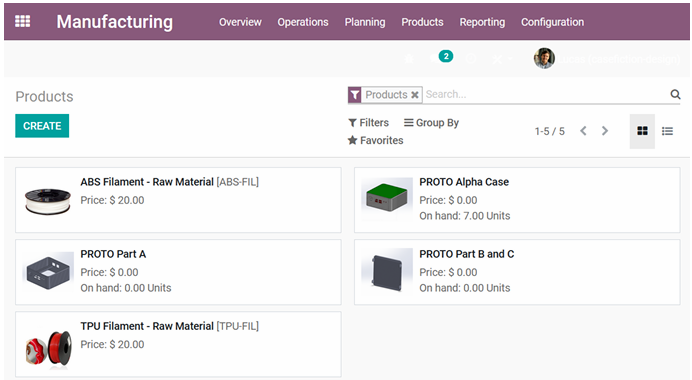 Manufacturing Overview Operations Planning Products Reporting Configuration
2
Products
Products Search...
CREATE
Filters Group By
Favorites
1-5 / 5
ABS Filament - Raw Material [ABS-FIL]
Price: $ 20.00
PROTO Alpha Case
Price: $ 0.00
On hand: 7.00 Units
PROTO Part A
Price: $ 0.00
On hand: 0.00 Units
PROTO Part B and C
Price: $ 0.00
On hand: 0.00 Units
TPU Filament - Raw Material [TPU-FIL]
Price: $ 20.00